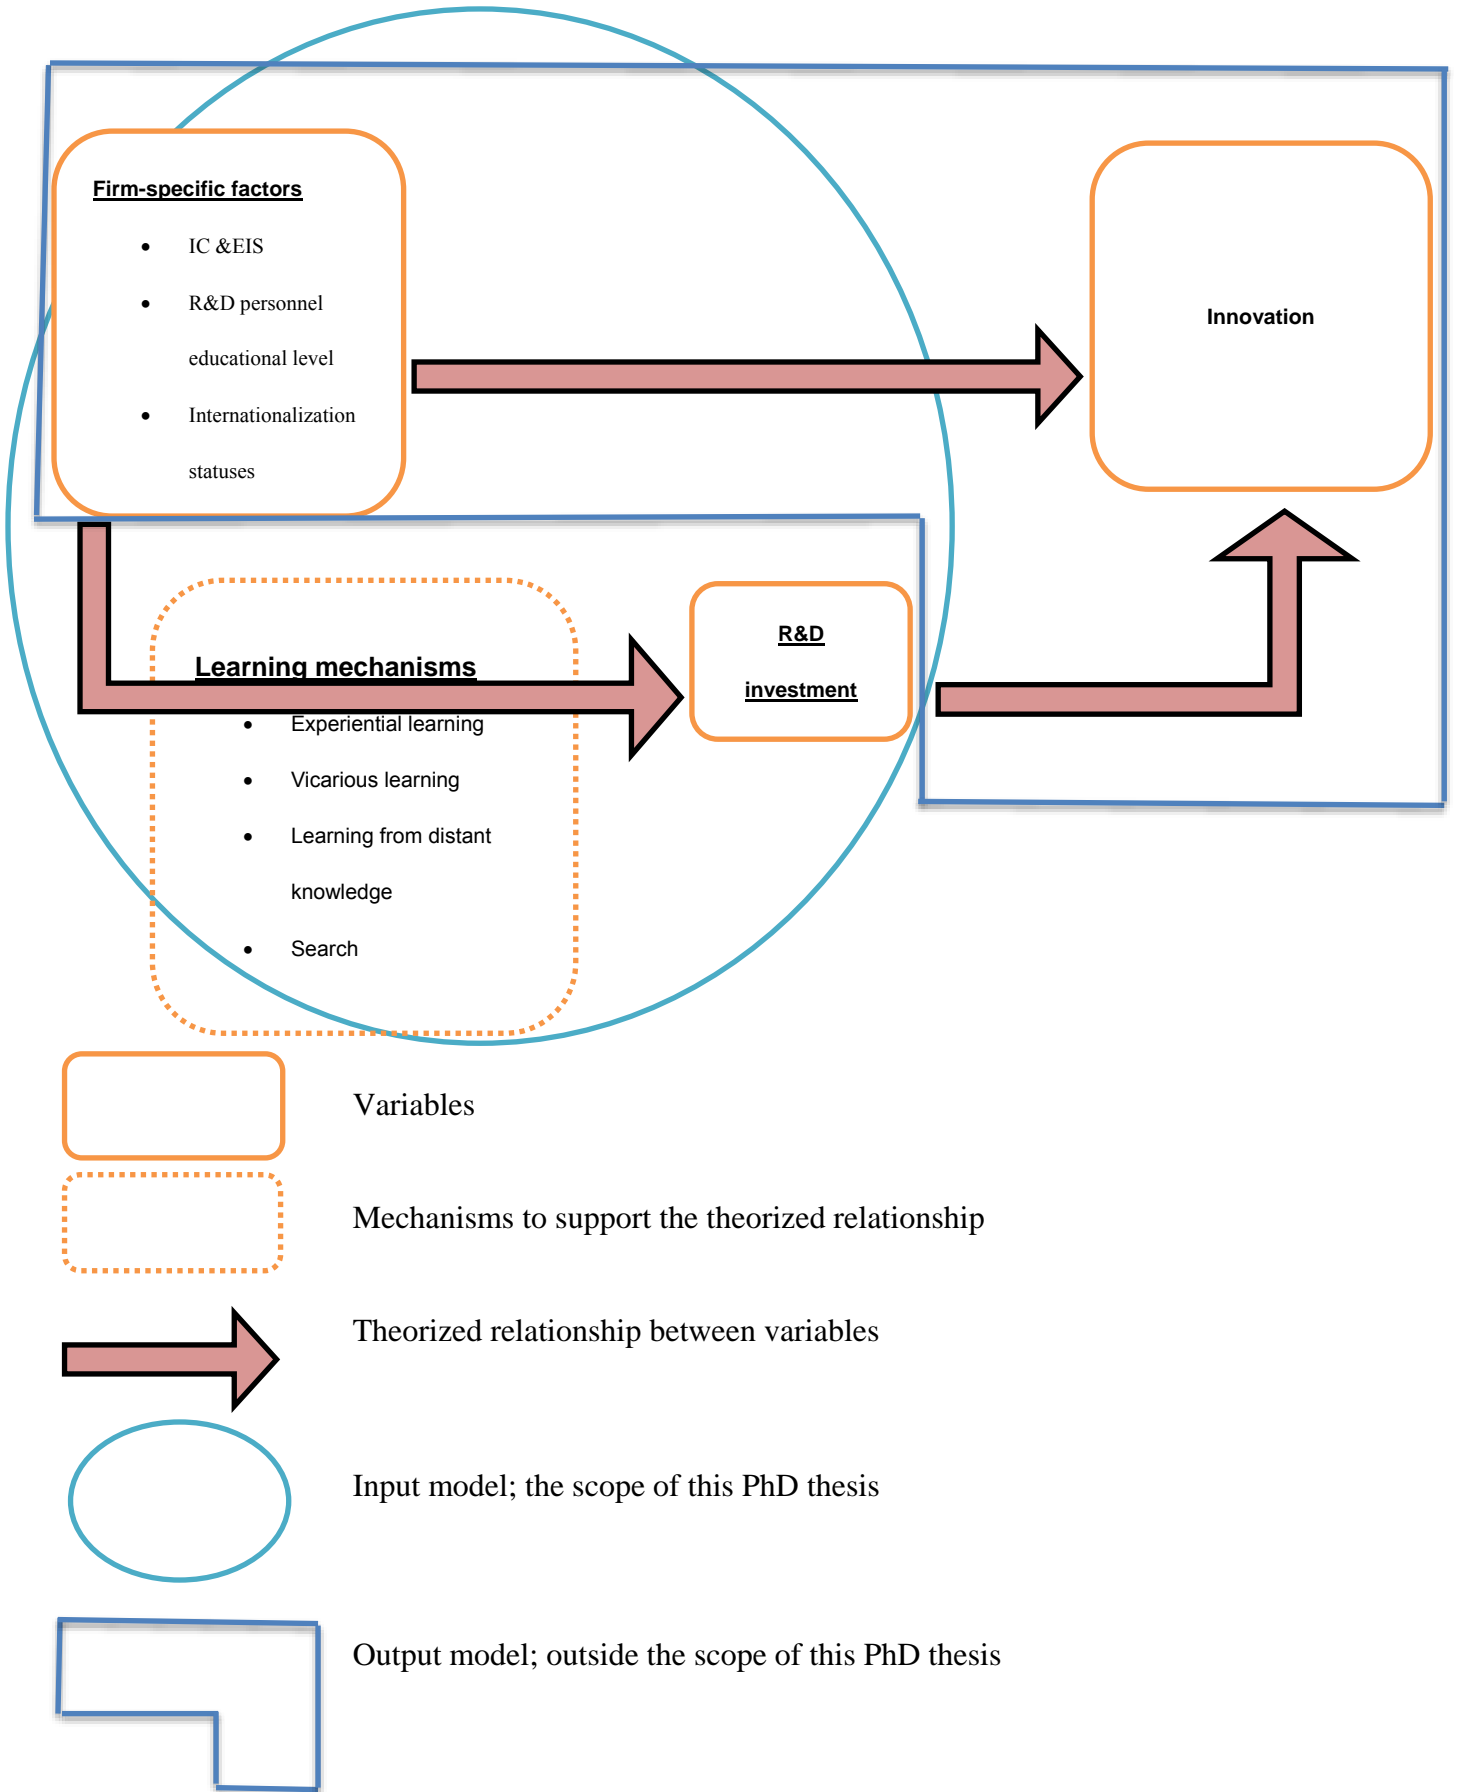 Firm-specific factors
• IC &EIS
• R&D personnel
educational level
• Internationalization
statuses
Innovation
Learning mechanisms
• Experiential learning
• Vicarious learning
• Learning from distant
knowledge
• Search
R&D
investment
Variables
Mechanisms to support the theorized relationship
Theorized relationship between variables
Input model; the scope of this PhD thesis
Output model; outside the scope of this PhD thesis